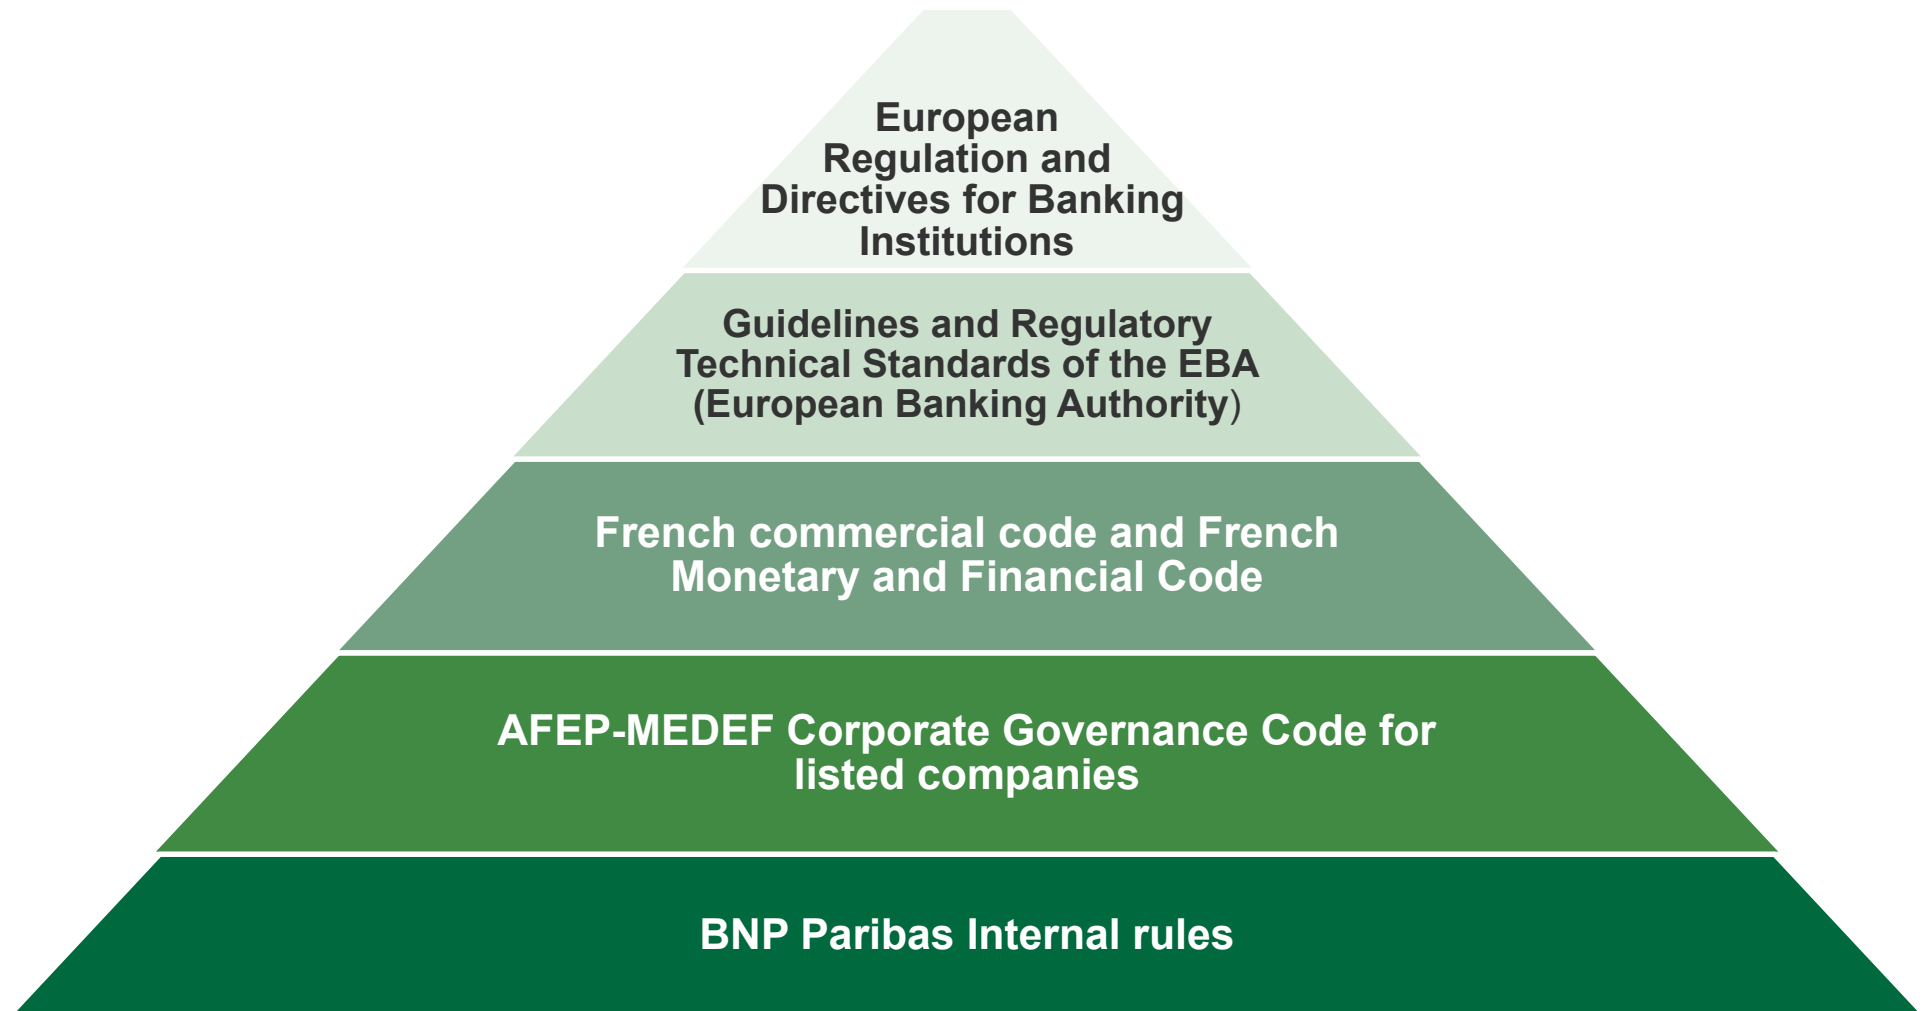 European
Regulation and
Directives for Banking
Institutions
Guidelines and Regulatory
Technical Standards of the EBA
(European Banking Authority)
French commercial code and French
Monetary and Financial Code
AFEP-MEDEF Corporate Governance Code for
listed companies
BNP Paribas Internal rules